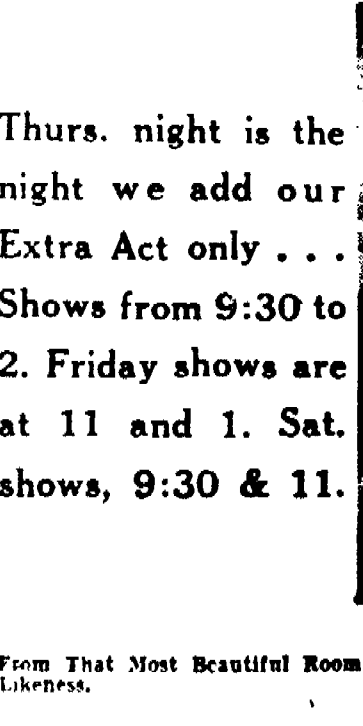 Thurs. night is the
night we add our
Extra Act only . . .
Shows from 9:30 to
2. Friday shows are
at 11 and 1. Sat.
shows, 9:30 & 11.
From That Most Beautiful Room
Likeness.